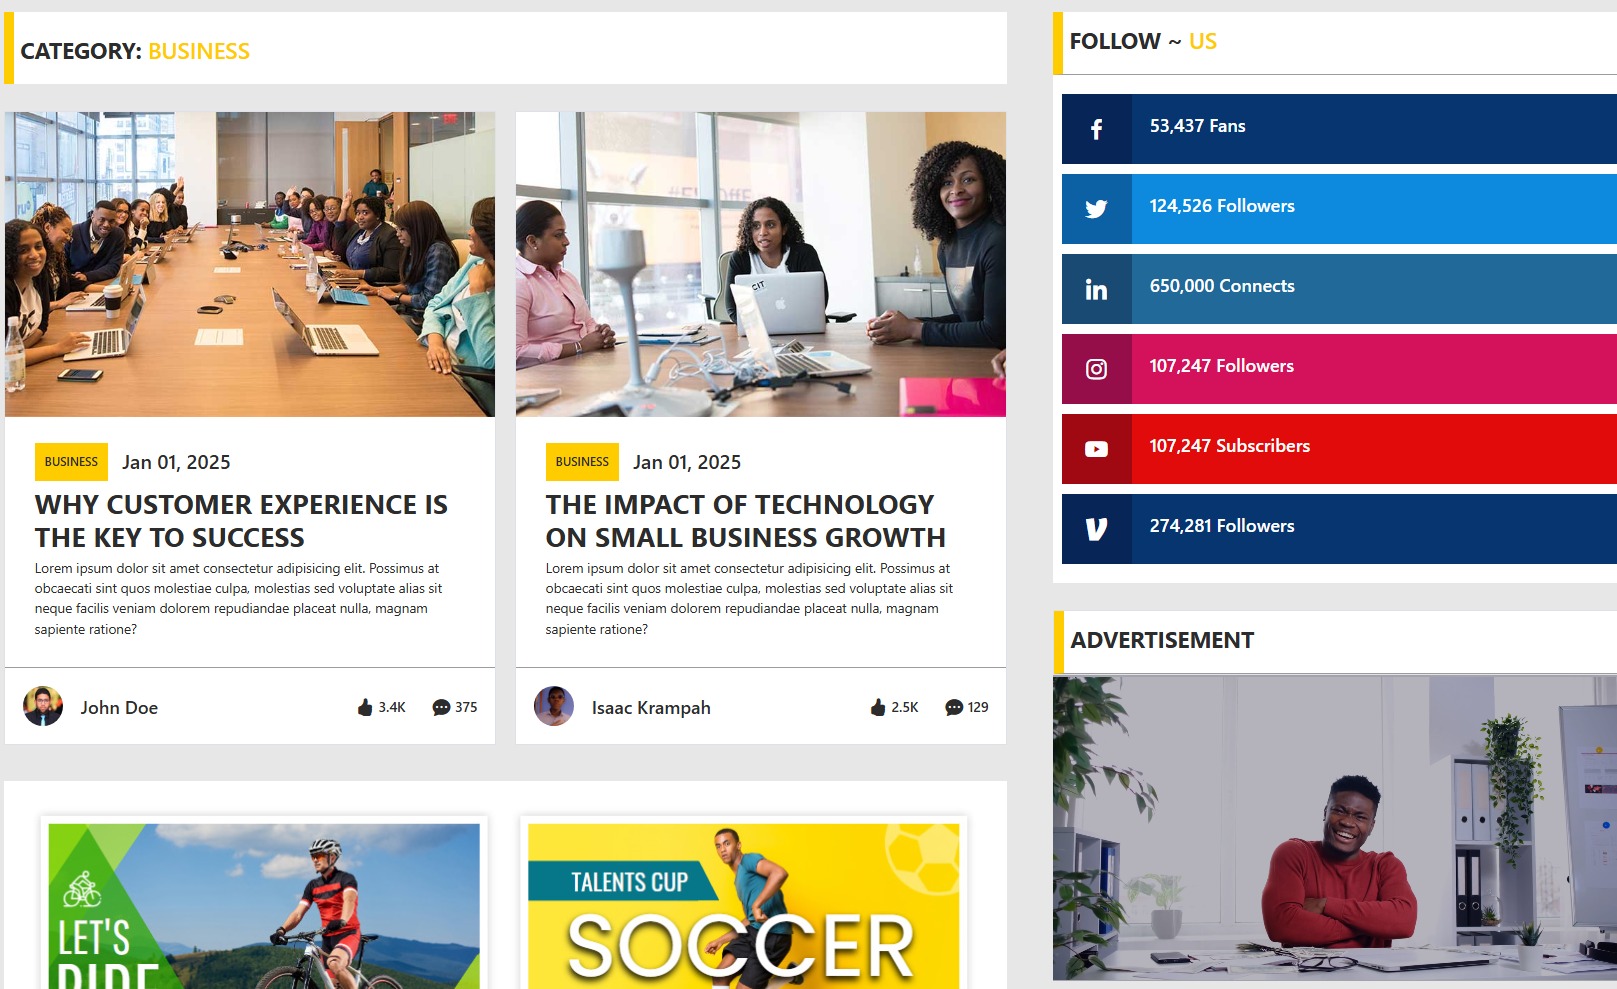 CATEGORY: BUSINESS
BUSINESS Jan 01, 2025
WHY CUSTOMER EXPERIENCE IS
THE KEY TO SUCCESS
Lorem ipsum dolor sit amet consectetur adipisicing elit. Possimus at
obcaecati sint quos molestiae culpa, molestias sed voluptate alias sit
neque facilis veniam dolorem repudiandae placeat nulla, magnam
sapiente ratione?
John Doe 3.4K 375
BUSINESS Jan 01, 2025
THE IMPACT OF TECHNOLOGY
ON SMALL BUSINESS GROWTH
Lorem ipsum dolor sit amet consectetur adipisicing elit. Possimus at
obcaecati sint quos molestiae culpa, molestias sed voluptate alias sit
neque facilis veniam dolorem repudiandae placeat nulla, magnam
sapiente ratione?
Isaac Krampah 2.5K 129
LET'S
RIDE
TALENTS CUP
SOCCER
FOLLOW ~ US
53,437 Fans
124,526 Followers
650,000 Connects
107,247 Followers
107,247 Subscribers
274,281 Followers
ADVERTISEMENT